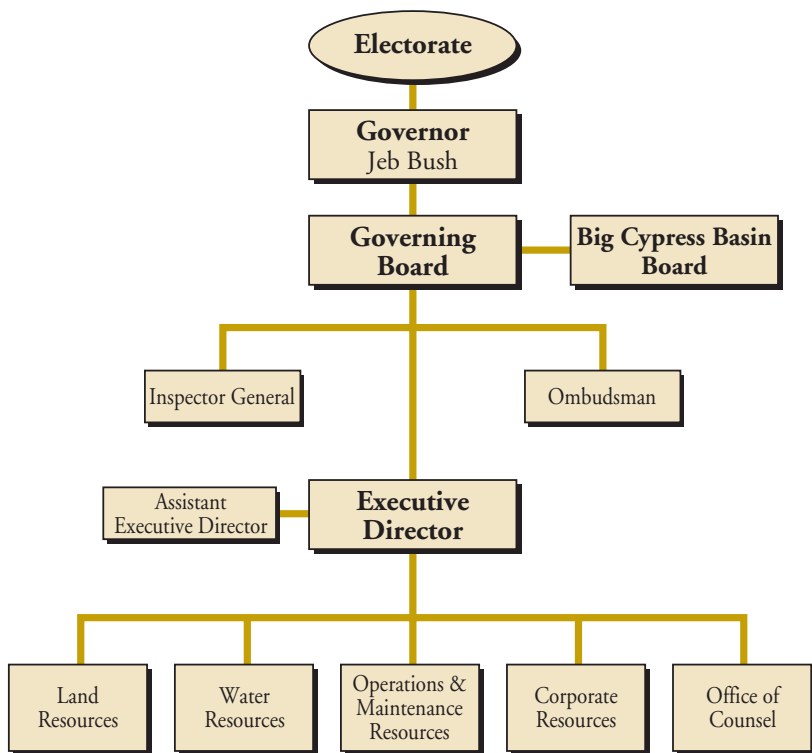 Electorate
Governor
Jeb Bush
Governing
Board
Big Cypress Basin
Board
Inspector General
Ombudsman
Assistant
Executive Director
Executive
Director
Land
Resources
Water
Resources
Operations &
Maintenance
Resources
Corporate
Resources
Office of
Counsel